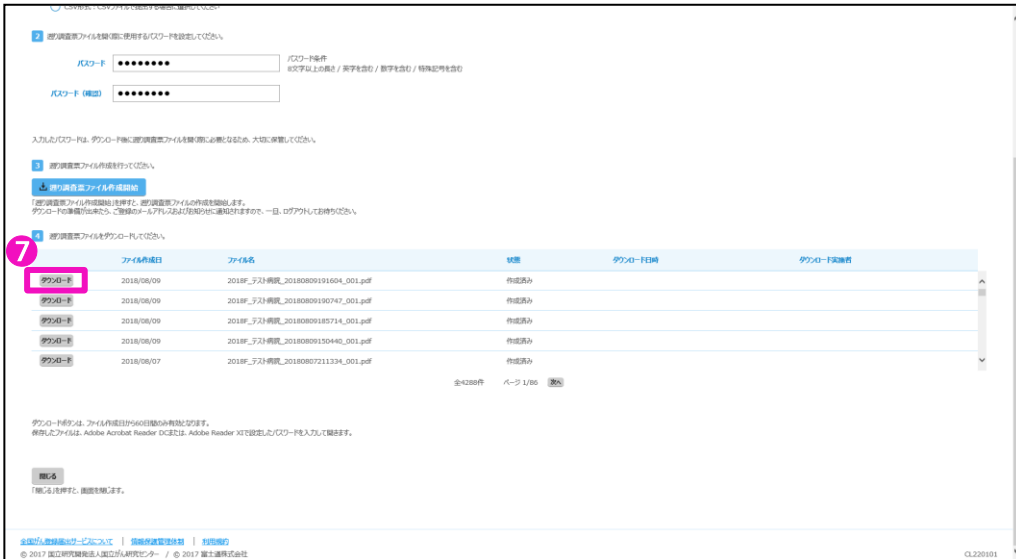 CSV形式：CSVファイルで提出する場合に選択してください
2 遡り調査票ファイルを開く際に使用するパスワードを設定してください。
パスワード ●●●●●●●● パスワード条件
8文字以上の長さ / 英字を含む / 数字を含む / 特殊記号を含む
パスワード（確認） ●●●●●●●●
入力したパスワードは、ダウンロード後に遡り調査票ファイルを開く際に必要となるため、大切に保管してください。
3 遡り調査票ファイル作成を行ってください。
遡り調査票ファイル作成開始
「遡り調査票ファイル作成開始」を押すと、遡り調査票ファイルの作成を開始します。
ダウンロードの準備が出来たら、ご登録のメールアドレスおよびお知らせに通知されますので、一旦、ログアウトしてお待ちください。
4 遡り調査票ファイルをダウンロードしてください。
7
ファイル作成日 ファイル名 状態 ダウンロード日時 ダウンロード実施者
ダウンロード 2018/08/09 2018F_テスト病院_20180809191604_001.pdf 作成済み
ダウンロード 2018/08/09 2018F_テスト病院_20180809190747_001.pdf 作成済み
ダウンロード 2018/08/09 2018F_テスト病院_20180809185714_001.pdf 作成済み
ダウンロード 2018/08/09 2018F_テスト病院_20180809150440_001.pdf 作成済み
ダウンロード 2018/08/07 2018F_テスト病院_20180807211334_001.pdf 作成済み
全4288件 ページ 1/86 次へ
ダウンロードボタンは、ファイル作成日から60日間のみ有効となります。
保存したファイルは、Adobe Acrobat Reader DCまたは、Adobe Reader XIで設定したパスワードを入力して開きます。
閉じる
「閉じる」を押すと、画面を閉じます。
全国がん登録届出サービスについて | 情報保護管理体制 | 利用規約
© 2017 国立研究開発法人国立がん研究センター / © 2017 富士通株式会社 CL220101